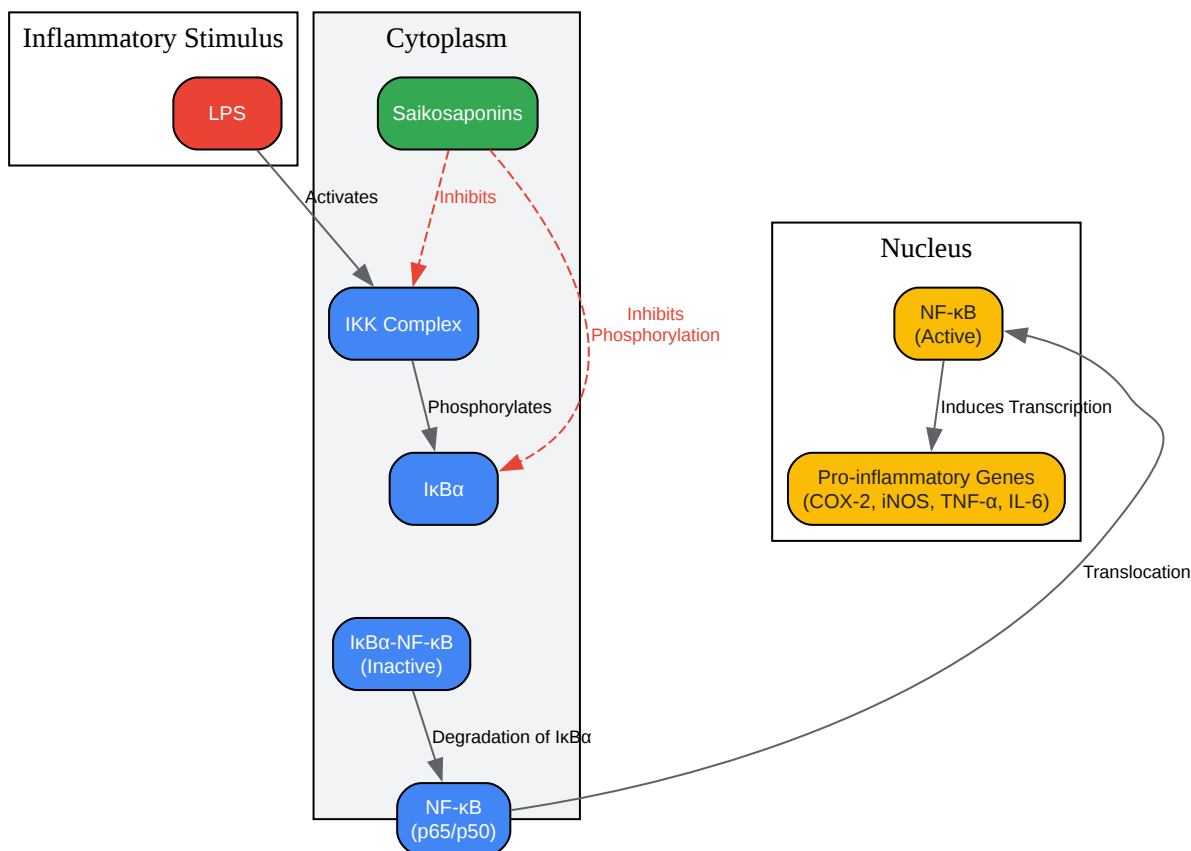 Inflammatory Stimulus
Cytoplasm
LPS
Saikosaponins
Activates
Inhibits
Nucleus
IKK Complex
Inhibits
Phosphorylation
NF-κB
(Active)
Phosphorylates
Induces Transcription
IκBα
Pro-inflammatory Genes
(COX-2, iNOS, TNF-α, IL-6)
Translocation
IκBα-NF-κB
(Inactive)
Degradation of IκBα
NF-κB
(p65/p50)